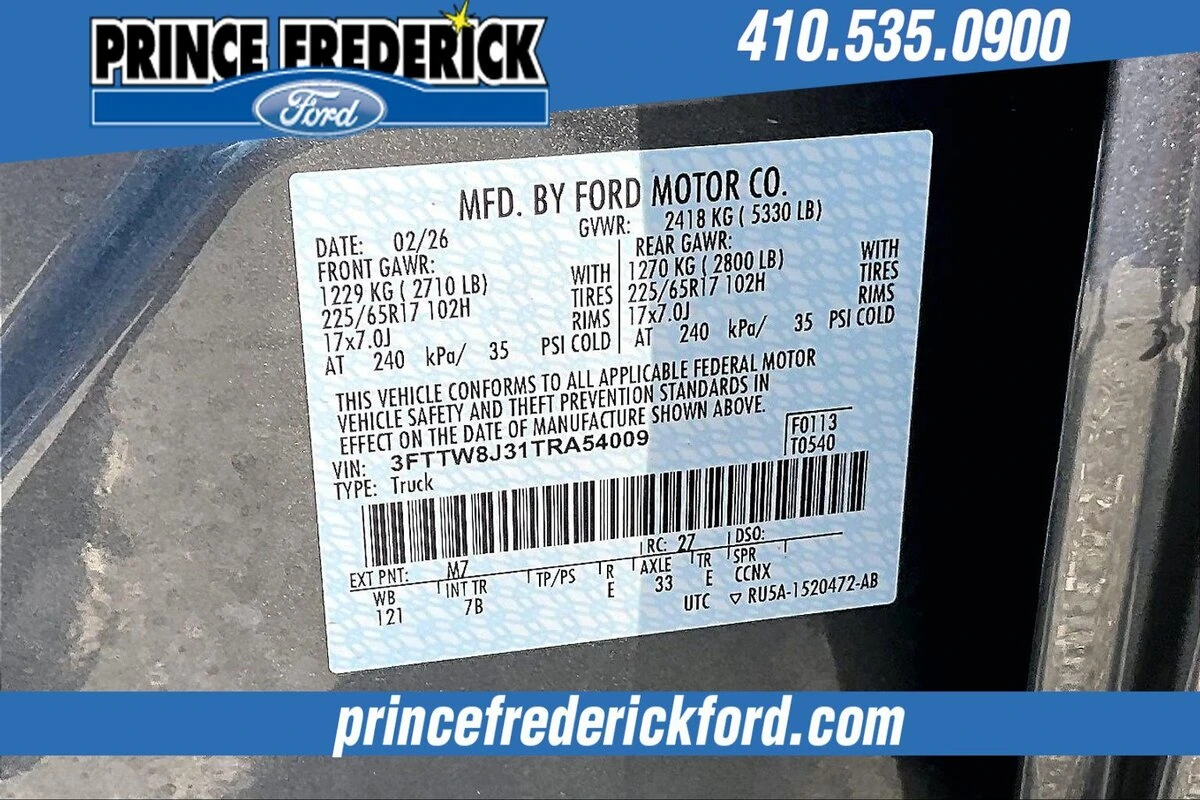 PRINCE FREDERICK
Ford
410.535.0900
MFD. BY FORD MOTOR CO.
DATE: 02/26
GVWR: 2418 KG ( 5330 LB)
FRONT GAWR:
1229 KG ( 2710 LB) WITH
225/65R17 102H TIRES
17x7.0J RIMS
AT 240 kPa/ 35 PSI COLD
REAR GAWR:
1270 KG ( 2800 LB) WITH
225/65R17 102H TIRES
17x7.0J RIMS
AT 240 kPa/ 35 PSI COLD
THIS VEHICLE CONFORMS TO ALL APPLICABLE FEDERAL MOTOR
VEHICLE SAFETY AND THEFT PREVENTION STANDARDS IN
EFFECT ON THE DATE OF MANUFACTURE SHOWN ABOVE.
VIN: 3FTTW8J31TRA54009
TYPE: Truck
F0113
T0540
EXT PNT: M7 RC: 27 DSO:
WB INT TR TP/PS R AXLE TR SPR
121 7B E 33 E CCNX
UTC ▽ RU5A-1520472-AB
princefrederickford.com